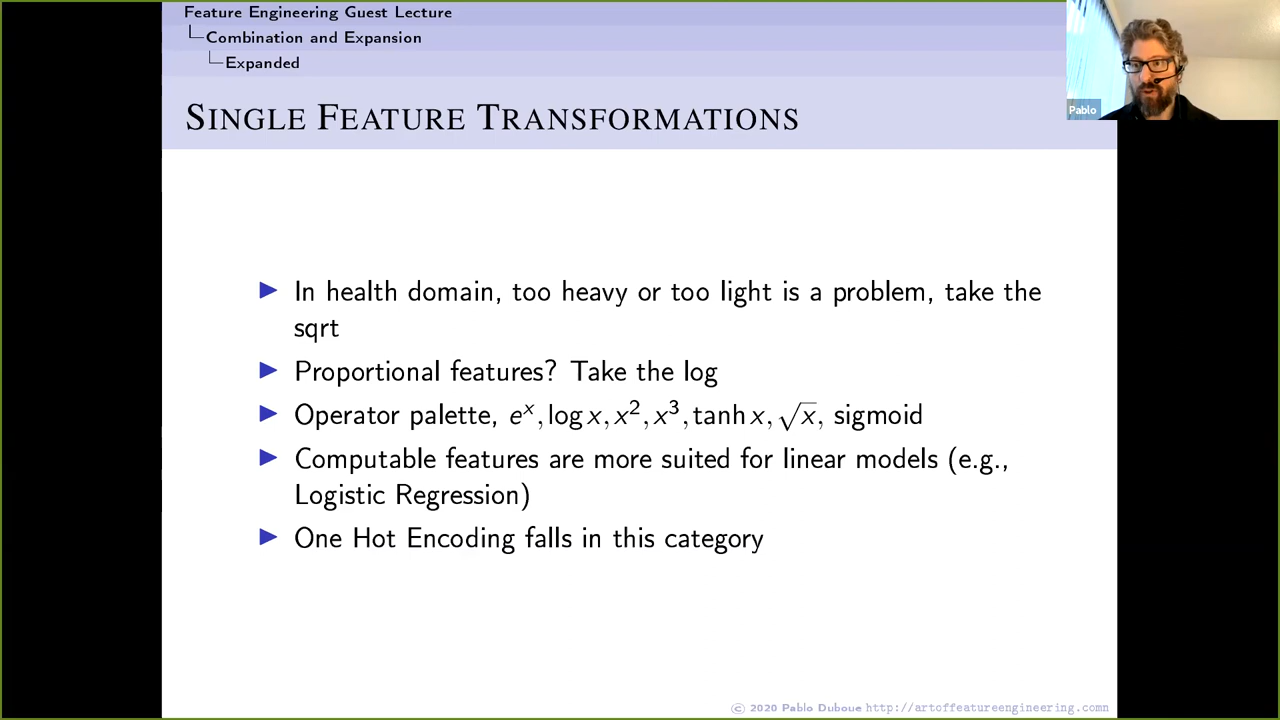 Feature Engineering Guest Lecture
Combination and Expansion
Expanded
SINGLE FEATURE TRANSFORMATIONS
Pablo
▶ In health domain, too heavy or too light is a problem, take the
sqrt
▶ Proportional features? Take the log
▶ Operator palette, eˣ, log x, x², x³, tanh x, √x, sigmoid
▶ Computable features are more suited for linear models (e.g.,
Logistic Regression)
▶ One Hot Encoding falls in this category
© 2020 Pablo Duboue http://artoffeatureengineering.comn